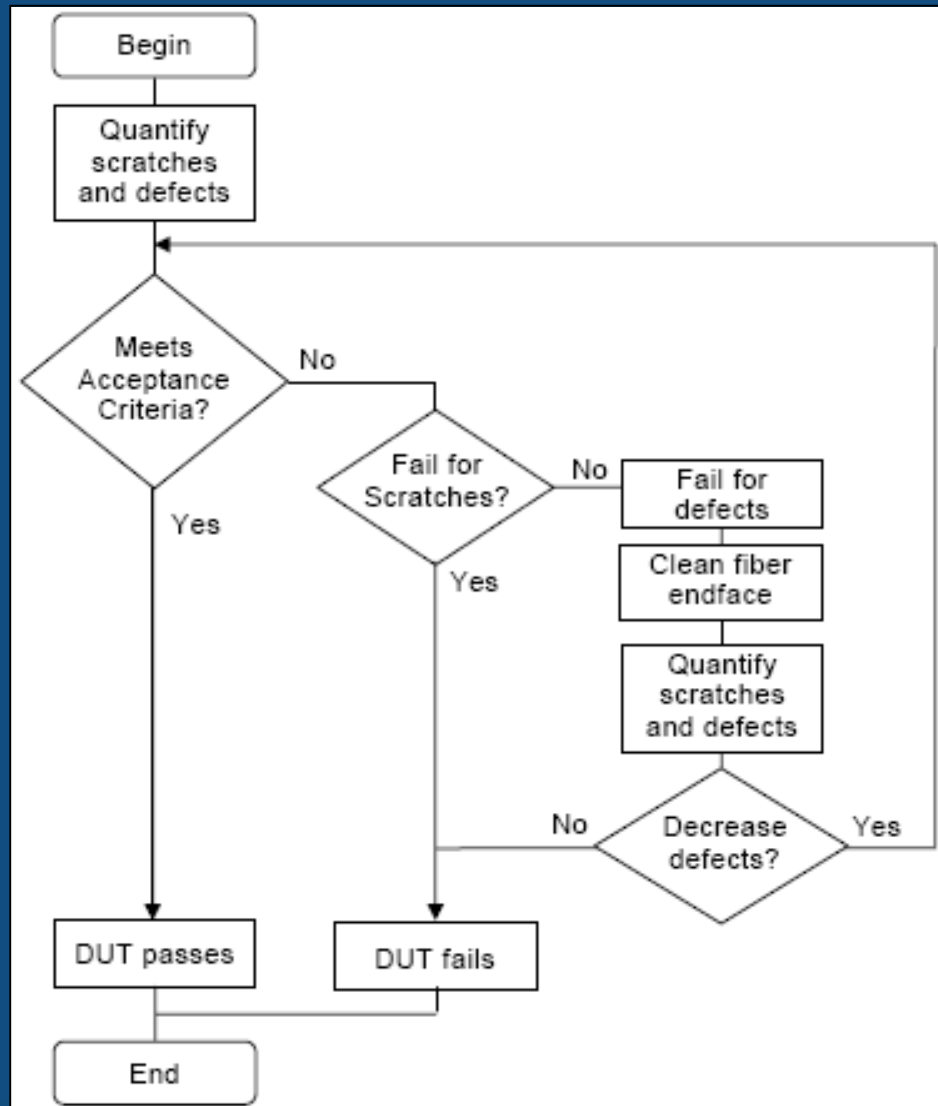 Begin
Quantify
scratches
and defects
Meets
Acceptance
Criteria?
No
Yes
Fail for
Scratches?
No
Yes
Fail for
defects
Clean fiber
endface
Quantify
scratches
and defects
Decrease
defects?
No
Yes
DUT passes
DUT fails
End